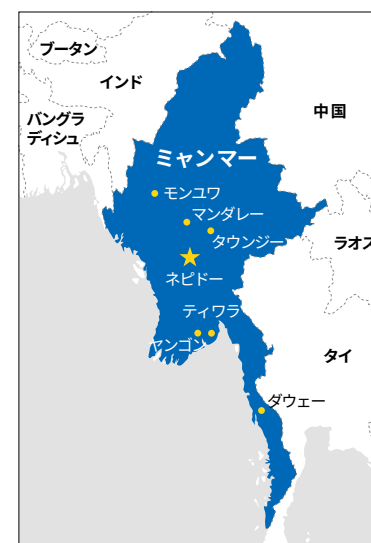 ブータン
インド
中国
バングラ
ディシュ
ミャンマー
モンユワ
マンダレー
タウンジー
ラオス
ネピドー
ティワラ
ヤンゴン
タイ
ダウェー